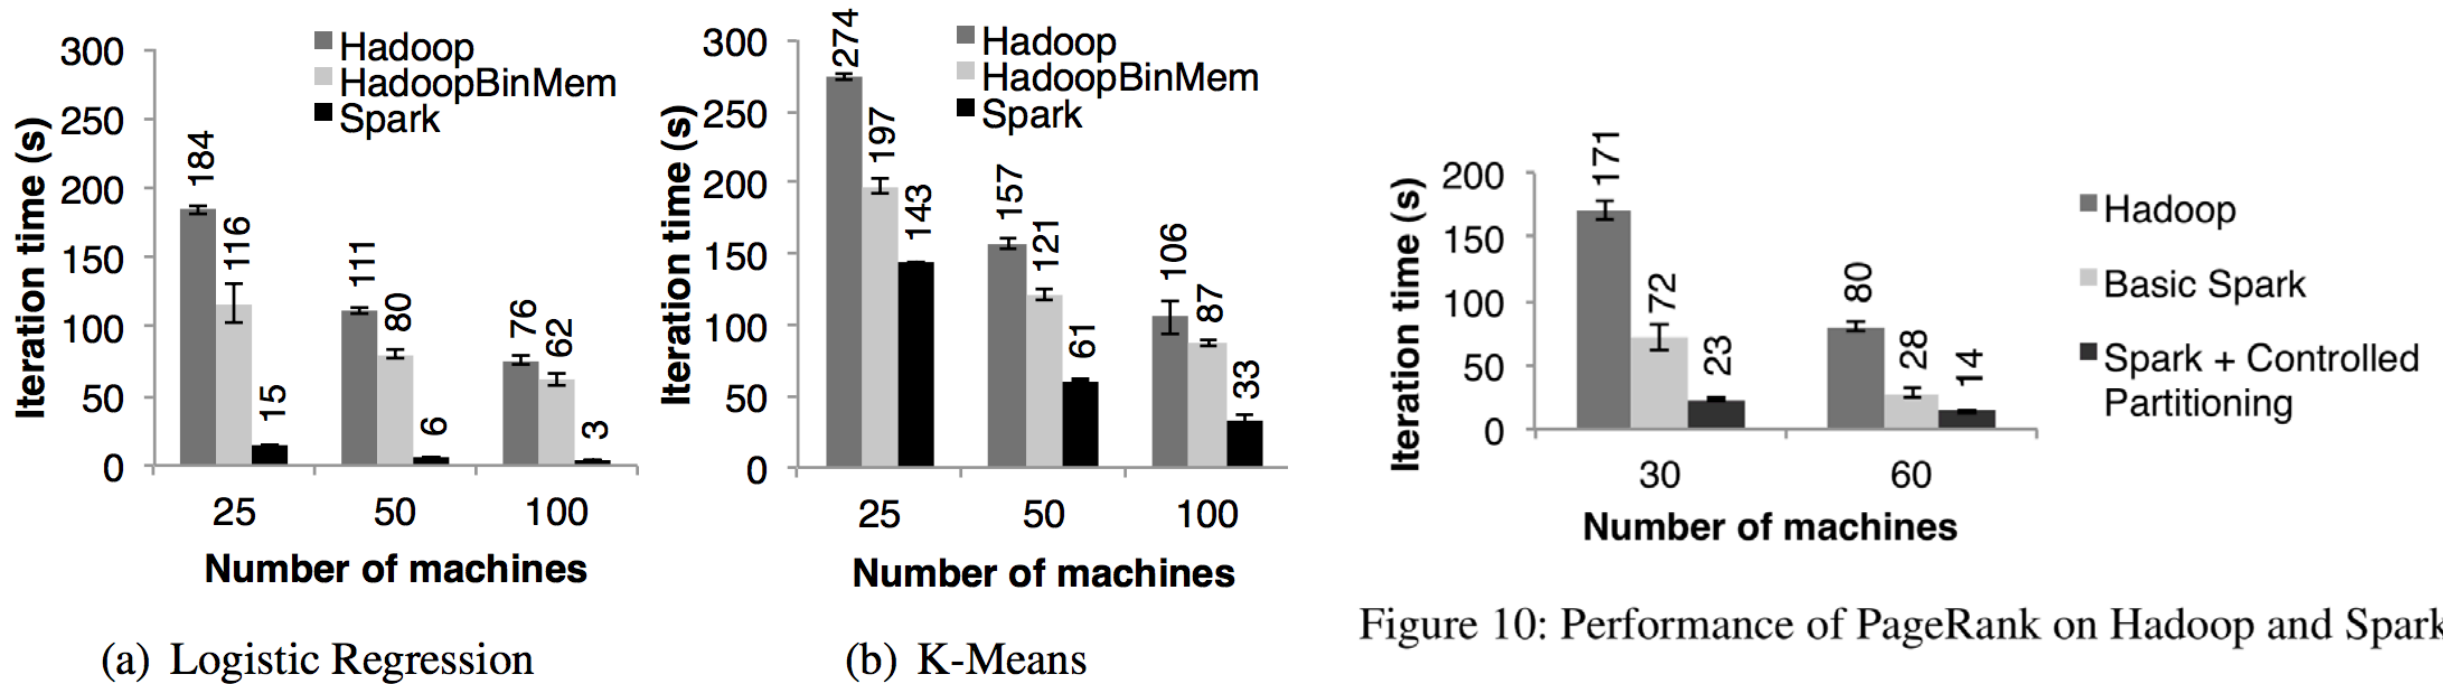 300
250
200
150
100
50
0
Iteration time (s)
Hadoop
HadoopBinMem
Spark
184
116
15
111
80
6
76
62
3
25 50 100
Number of machines
(a) Logistic Regression
300
250
200
150
100
50
0
Iteration time (s)
Hadoop
HadoopBinMem
Spark
274
197
143
157
121
61
106
87
33
25 50 100
Number of machines
(b) K-Means
200
150
100
50
0
Iteration time (s)
171
72
23
80
28
14
30 60
Number of machines
Hadoop
Basic Spark
Spark + Controlled
Partitioning
Figure 10: Performance of PageRank on Hadoop and Spark